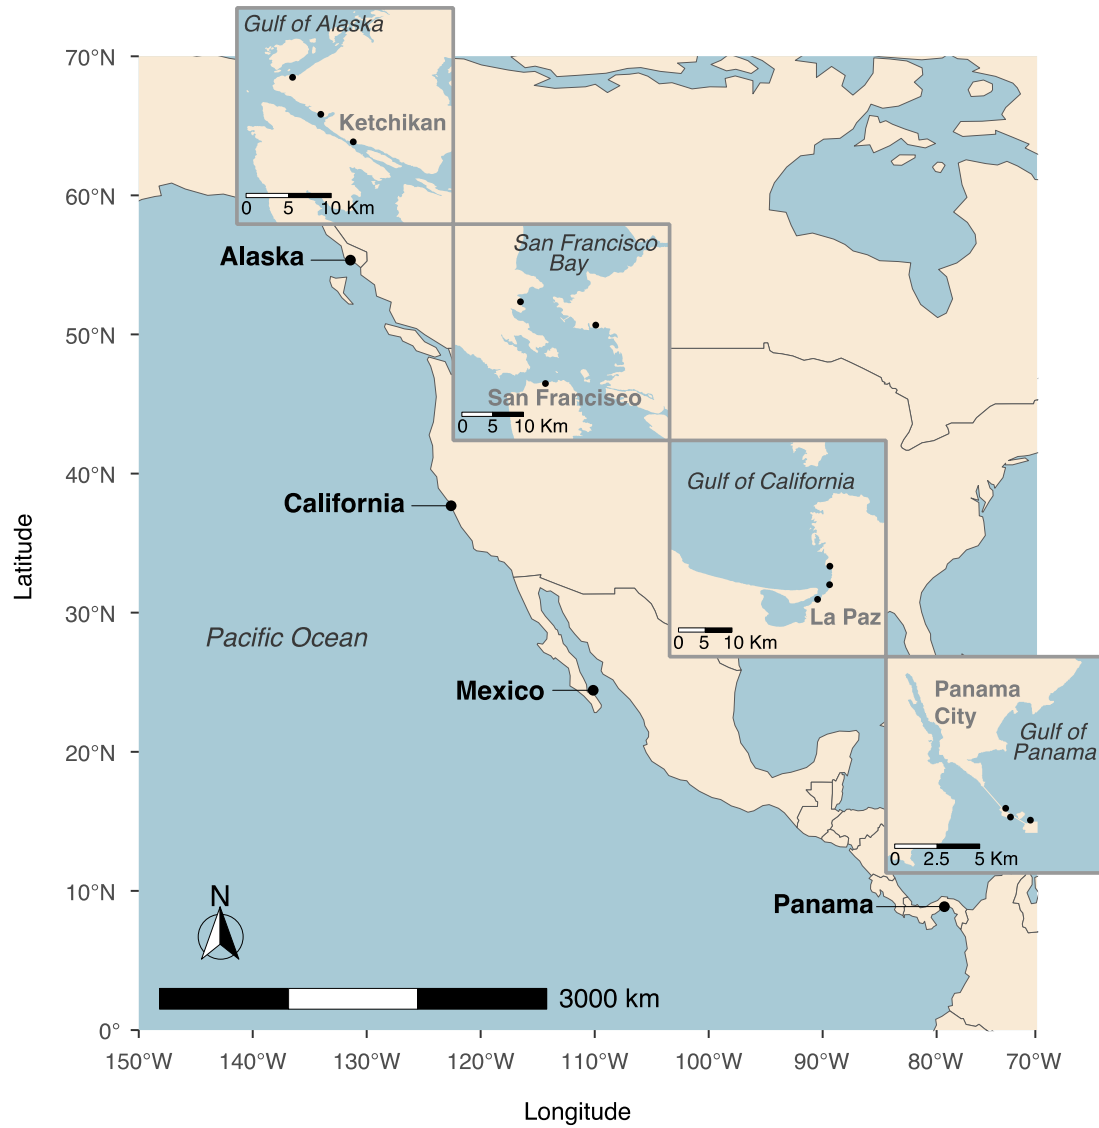 Gulf of Alaska
70°N
Ketchikan
60°N
0 5 10 Km
San Francisco
Bay
Alaska
50°N
San Francisco
0 5 10 Km
40°N
Gulf of California
California
30°N
La Paz
0 5 10 Km
Pacific Ocean
Latitude
Mexico
Panama
City
Gulf of
Panama
20°N
0 2.5 5 Km
10°N
N
Panama
3000 km
0°
150°W 140°W 130°W 120°W 110°W 100°W 90°W 80°W 70°W
Longitude